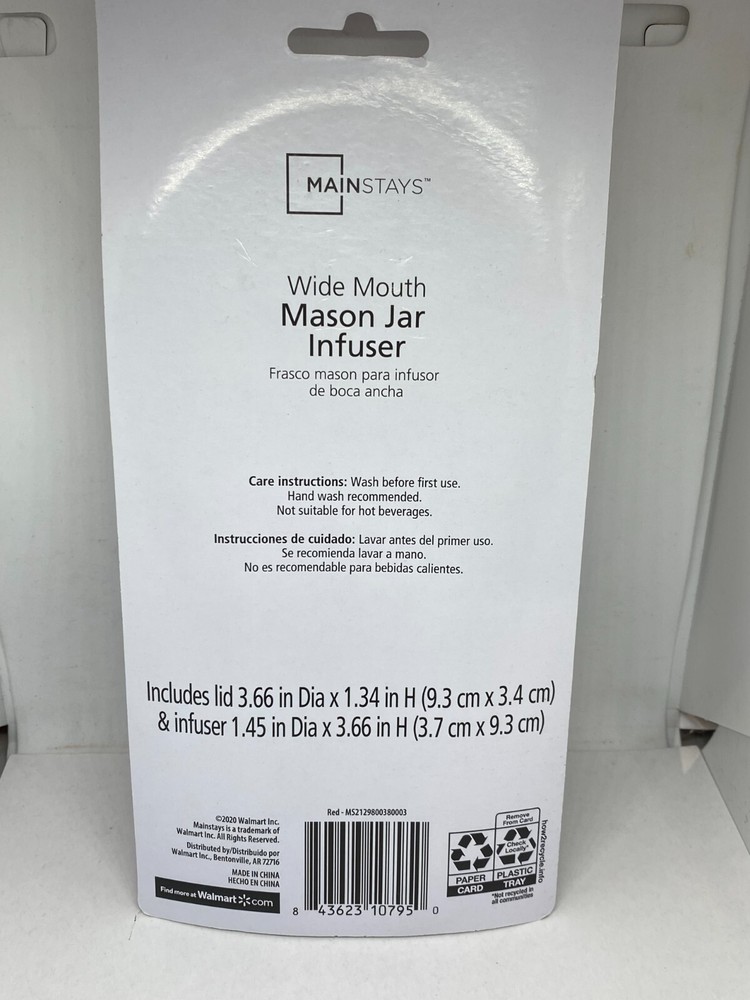 MAINSTAYS™
Wide Mouth
Mason Jar
Infuser
Frasco mason para infusor
de boca ancha
Care instructions: Wash before first use.
Hand wash recommended.
Not suitable for hot beverages.
Instrucciones de cuidado: Lavar antes del primer uso.
Se recomienda lavar a mano.
No es recomendable para bebidas calientes.
Includes lid 3.66 in Dia x 1.34 in H (9.3 cm x 3.4 cm)
& infuser 1.45 in Dia x 3.66 in H (3.7 cm x 9.3 cm)
©2020 Walmart Inc.
Mainstays is a trademark of
Walmart Inc. All Rights Reserved.
Distributed by/Distribuido por
Walmart Inc., Bentonville, AR 72716
MADE IN CHINA
HECHO EN CHINA
Find more at Walmart.com
Red - MS2129800380003
8 43623 10795 0
Remove
From Card
Check
Locally*
PAPER
CARD
PLASTIC
TRAY
*Not recycled in
all communities
how2recycle.info